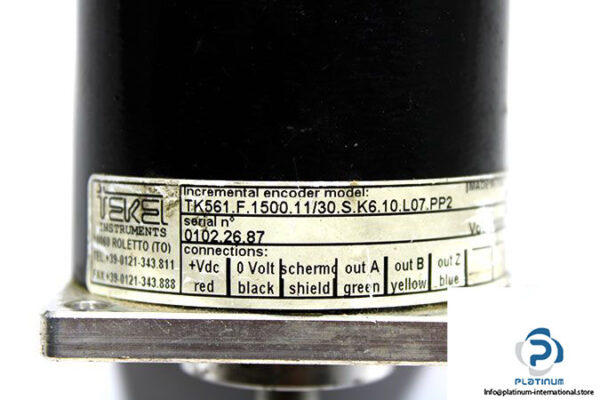 TEKEL
INSTRUMENTS
ROLETTO (TO)
TEL +39-0121-343.811
FAX +39-0121-343.888
Incremental encoder model:
TK561.F.1500.11/30.S.K6.10.L07.PP2
serial n°
0102.26.87
connections:
+Vdc 0 Volt schermo out A out B out Z
red black shield green yellow blue
PLATINUM
Info@platinum-international.store